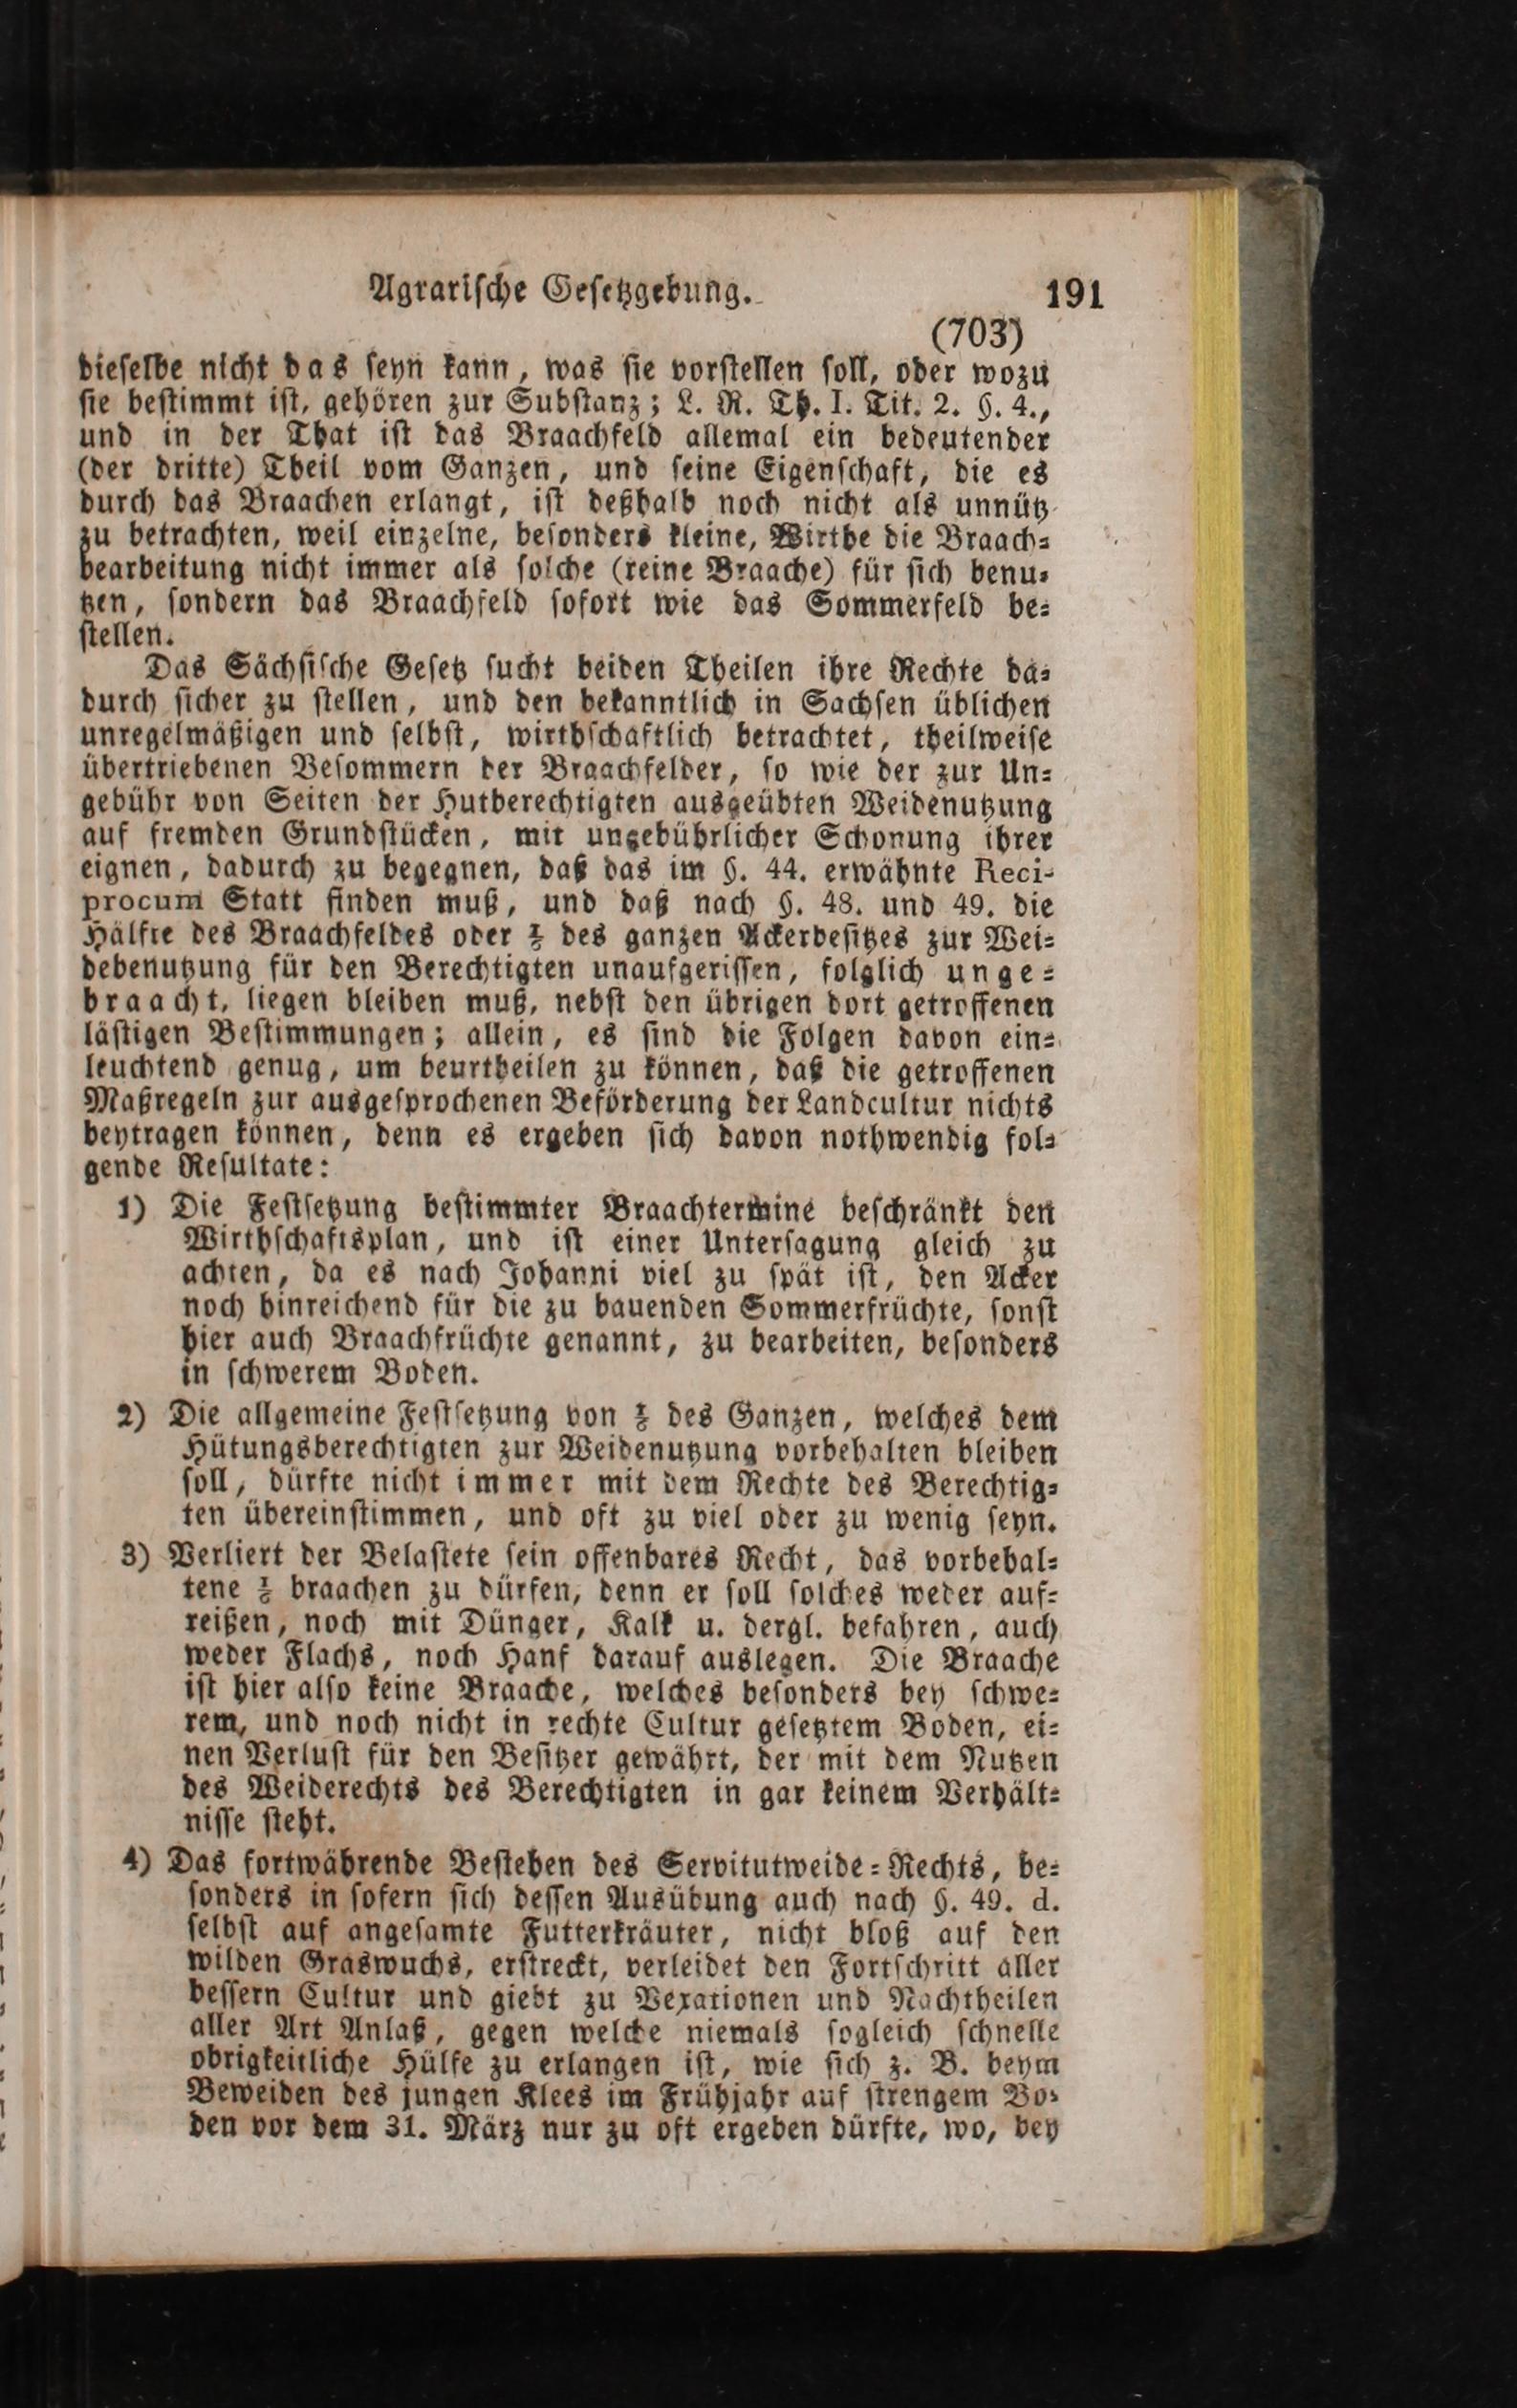 Agrarische Gesetzgebung. 191
(703)
dieselbe nicht das seyn kann, was sie vorstellen soll, oder wozu
sie bestimmt ist, gehören zur Substanz; L. R. Th. I. Tit. 2. §. 4.,
und in der That ist das Braachfeld allemal ein bedeutender
(der dritte) Theil vom Ganzen, und seine Eigenschaft, die es
durch das Braachen erlangt, ist deßhalb noch nicht als unnütz
zu betrachten, weil einzelne, besonders kleine, Wirthe die Braach-
bearbeitung nicht immer als solche (reine Braache) für sich benu-
tzen, sondern das Braachfeld sofort wie das Sommerfeld be-
stellen.
Das Sächsische Gesetz sucht beiden Theilen ihre Rechte da-
durch sicher zu stellen, und den bekanntlich in Sachsen üblichen
unregelmäßigen und selbst, wirthschaftlich betrachtet, theilweise
übertriebenen Besommern der Braachfelder, so wie der zur Un-
gebühr von Seiten der Hutberechtigten ausgeübten Weidenutzung
auf fremden Grundstücken, mit ungebührlicher Schonung ihrer
eignen, dadurch zu begegnen, daß das im §. 44. erwähnte Reci-
procum Statt finden muß, und daß nach §. 48. und 49. die
Hälfte des Braachfeldes oder ⅙ des ganzen Ackerbesitzes zur Wei-
debenutzung für den Berechtigten unaufgerissen, folglich unge-
braacht, liegen bleiben muß, nebst den übrigen dort getroffenen
lästigen Bestimmungen; allein, es sind die Folgen davon ein-
leuchtend genug, um beurtheilen zu können, daß die getroffenen
Maßregeln zur ausgesprochenen Beförderung der Landcultur nichts
beytragen können, denn es ergeben sich davon nothwendig fol-
gende Resultate:
1) Die Festsetzung bestimmter Braachtermine beschränkt den
Wirthschaftsplan, und ist einer Untersagung gleich zu
achten, da es nach Johanni viel zu spät ist, den Acker
noch hinreichend für die zu bauenden Sommerfrüchte, sonst
hier auch Braachfrüchte genannt, zu bearbeiten, besonders
in schwerem Boden.
2) Die allgemeine Festsetzung von ⅙ des Ganzen, welches dem
Hütungsberechtigten zur Weidenutzung vorbehalten bleiben
soll, dürfte nicht immer mit dem Rechte des Berechtig-
ten übereinstimmen, und oft zu viel oder zu wenig seyn.
3) Verliert der Belastete sein offenbares Recht, das vorbehal-
tene ⅙ braachen zu dürfen, denn er soll solches weder auf-
reißen, noch mit Dünger, Kalk u. dergl. befahren, auch
weder Flachs, noch Hanf darauf auslegen. Die Braache
ist hier also keine Braache, welches besonders bey schwe-
rem, und noch nicht in rechte Cultur gesetztem Boden, ei-
nen Verlust für den Besitzer gewährt, der mit dem Nutzen
des Weiderechts des Berechtigten in gar keinem Verhält-
nisse steht.
4) Das fortwährende Bestehen des Servitutweide-Rechts, be-
sonders in sofern sich dessen Ausübung auch nach §. 49. d.
selbst auf angesamte Futterkräuter, nicht bloß auf den
wilden Graswuchs, erstreckt, verleidet den Fortschritt aller
bessern Cultur und giebt zu Vexationen und Nachtheilen
aller Art Anlaß, gegen welche niemals sogleich schnelle
obrigkeitliche Hülfe zu erlangen ist, wie sich z. B. beym
Beweiden des jungen Klees im Frühjahr auf strengem Bo-
den vor dem 31. März nur zu oft ergeben dürfte, wo, bey